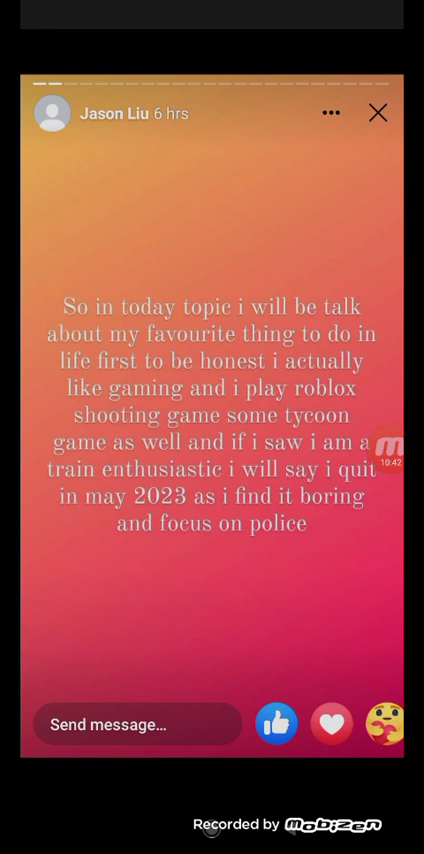 Jason Liu 6 hrs
So in today topic i will be talk
about my favourite thing to do in
life first to be honest i actually
like gaming and i play roblox
shooting game some tycoon
game as well and if i saw i am a
train enthusiastic i will say i quit
in may 2023 as i find it boring
and focus on police
10:42
Send message...
Recorded by mobizen